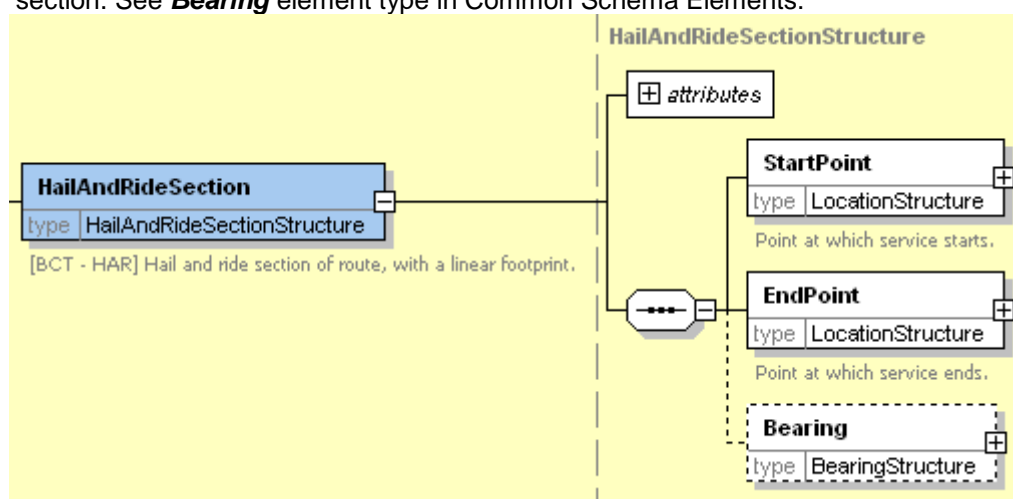 section. See Bearing element type in Common Schema Elements.
HailAndRideSectionStructure
attributes
HailAndRideSection
type HailAndRideSectionStructure
[BCT - HAR] Hail and ride section of route, with a linear footprint.
StartPoint
type LocationStructure
Point at which service starts.
EndPoint
type LocationStructure
Point at which service ends.
Bearing
type BearingStructure